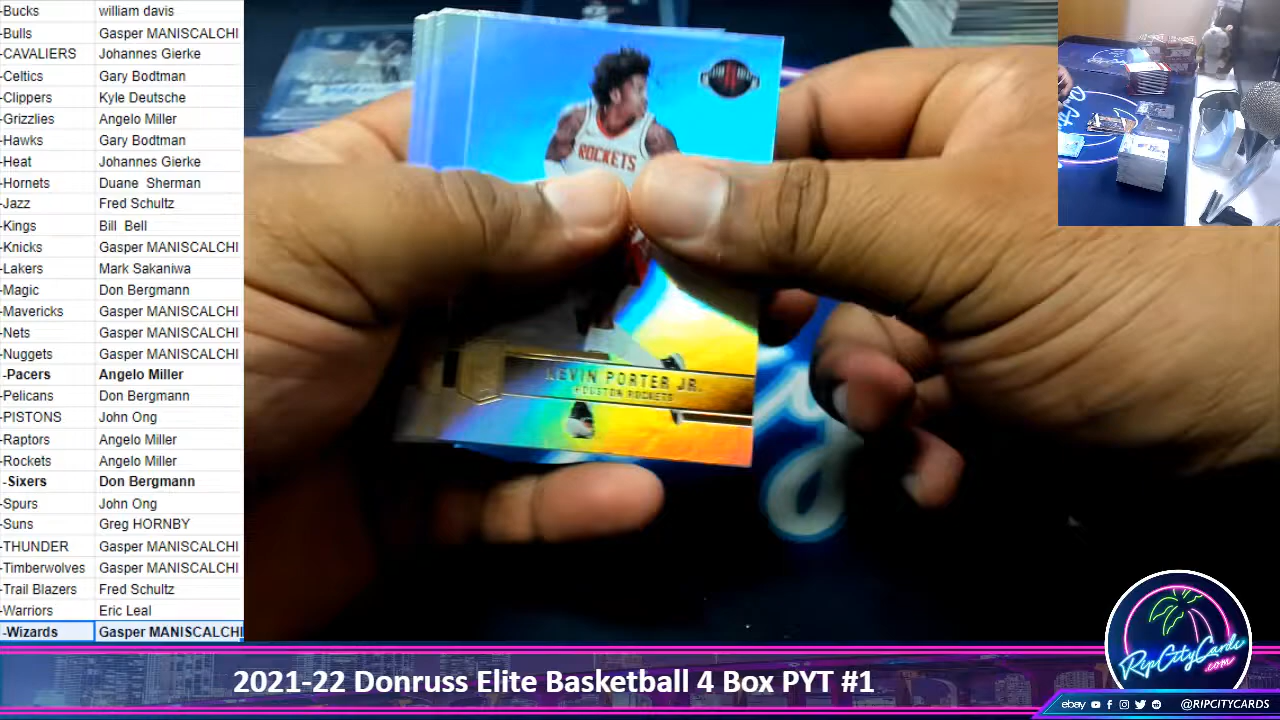 -Bucks william davis
-Bulls Gasper MANISCALCHI
-CAVALIERS Johannes Gierke
-Celtics Gary Bodtman
-Clippers Kyle Deutsche
-Grizzlies Angelo Miller
-Hawks Gary Bodtman
-Heat Johannes Gierke
-Hornets Duane Sherman
-Jazz Fred Schultz
-Kings Bill Bell
-Knicks Gasper MANISCALCHI
-Lakers Mark Sakaniwa
-Magic Don Bergmann
-Mavericks Gasper MANISCALCHI
-Nets Gasper MANISCALCHI
-Nuggets Gasper MANISCALCHI
-Pacers Angelo Miller
-Pelicans Don Bergmann
-PISTONS John Ong
-Raptors Angelo Miller
-Rockets Angelo Miller
-Sixers Don Bergmann
-Spurs John Ong
-Suns Greg HORNBY
-THUNDER Gasper MANISCALCHI
-Timberwolves Gasper MANISCALCHI
-Trail Blazers Fred Schultz
-Warriors Eric Leal
-Wizards Gasper MANISCALCHI
ROCKETS
KEVIN PORTER JR.
HOUSTON ROCKETS
2021-22 Donruss Elite Basketball 4 Box PYT #1
RipCityCards
.com
ebay @RIPCITYCARDS